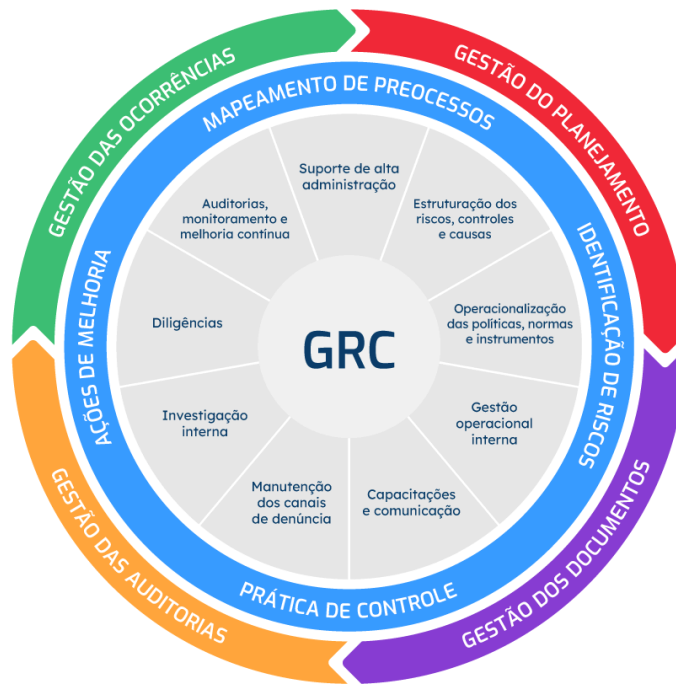 GESTÃO DAS OCORRÊNCIAS
GESTÃO DO PLANEJAMENTO
MAPEAMENTO DE PREOCESSOS
IDENTIFICAÇÃO DE RISCOS
AÇÕES DE MELHORIA
Suporte de alta
administração
Auditorias,
monitoramento e
melhoria contínua
Estruturação dos
riscos, controles
e causas
Diligências
GRC
Operacionalização
das políticas, normas
e instrumentos
Investigação
interna
Gestão
operacional
interna
Manutenção
dos canais
de denúncia
Capacitações
e comunicação
PRÁTICA DE CONTROLE
GESTÃO DAS AUDITORIAS
GESTÃO DOS DOCUMENTOS